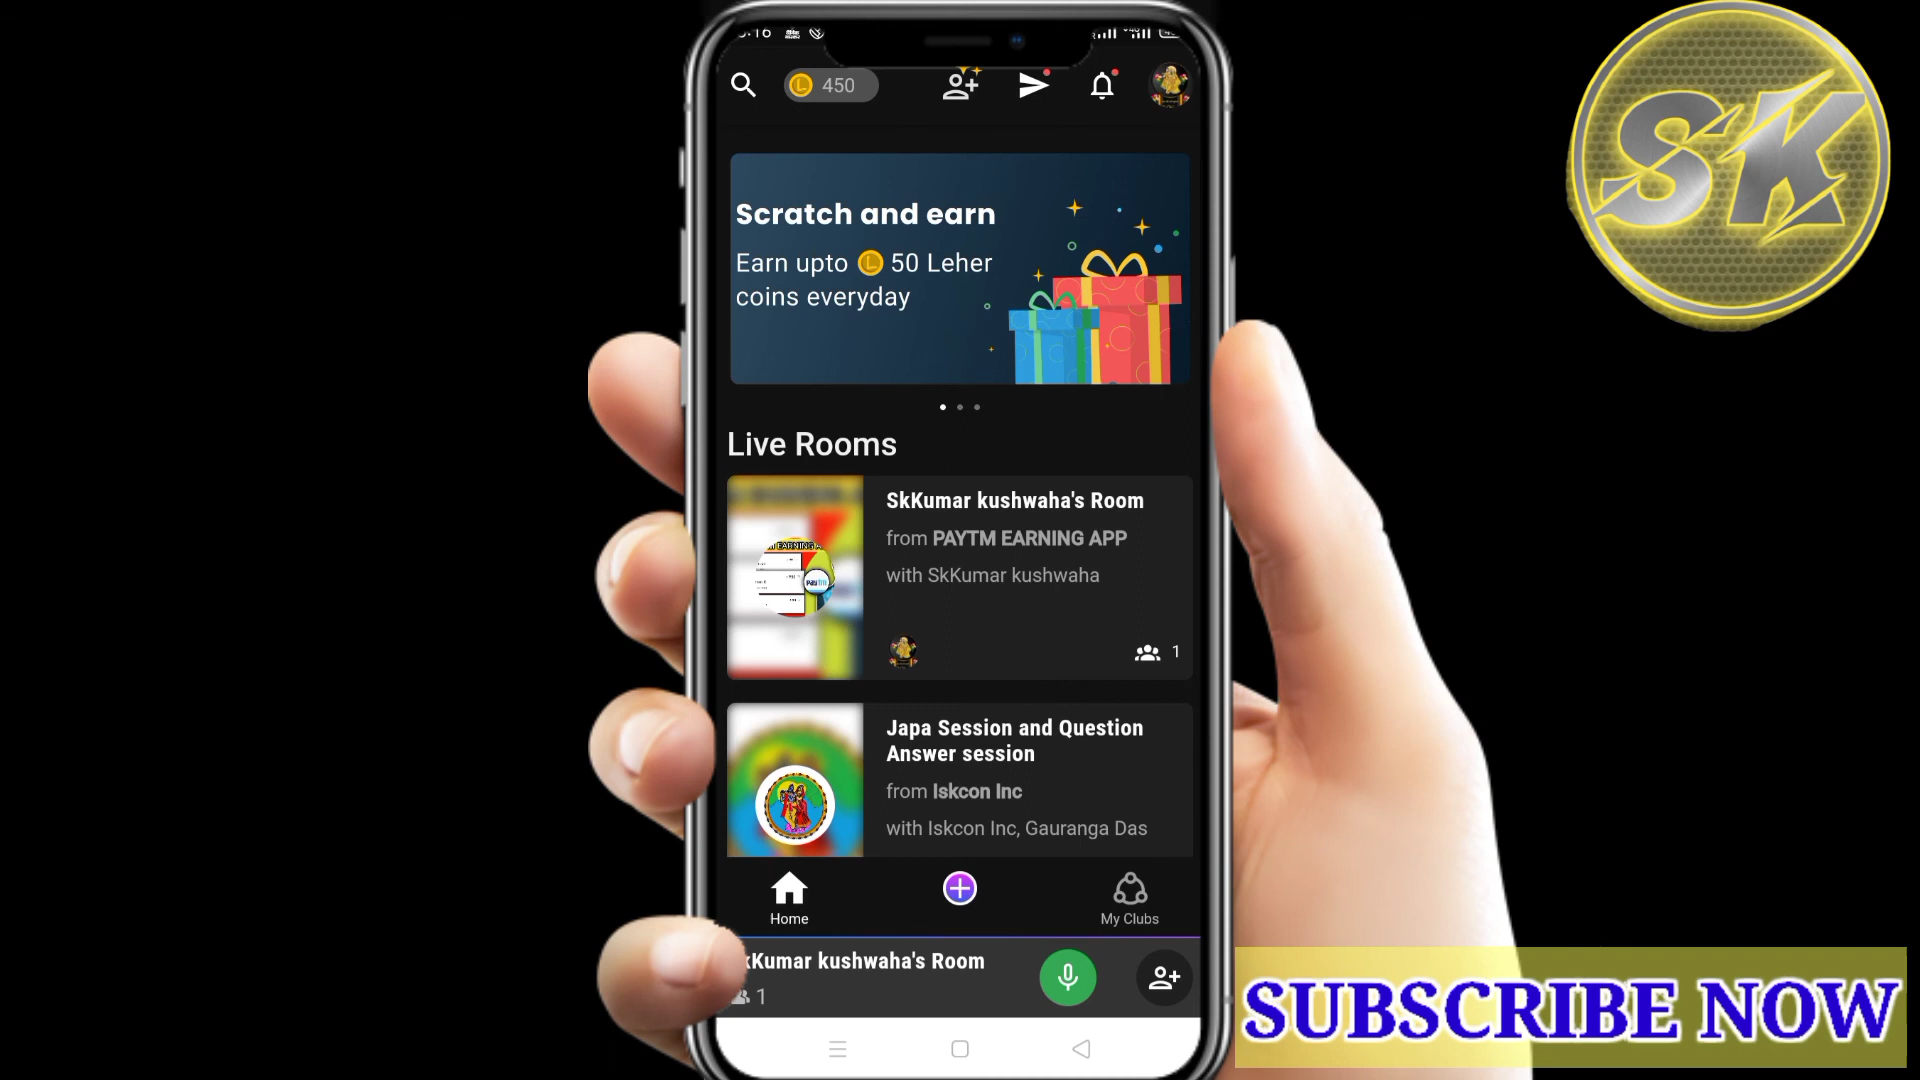 SK
450
Scratch and earn
Earn upto 50 Leher
coins everyday
Live Rooms
SkKumar kushwaha's Room
from PAYTM EARNING APP
with SkKumar kushwaha
1
Japa Session and Question
Answer session
from Iskcon Inc
with Iskcon Inc, Gauranga Das
Home
My Clubs
kKumar kushwaha's Room
1
SUBSCRIBE NOW